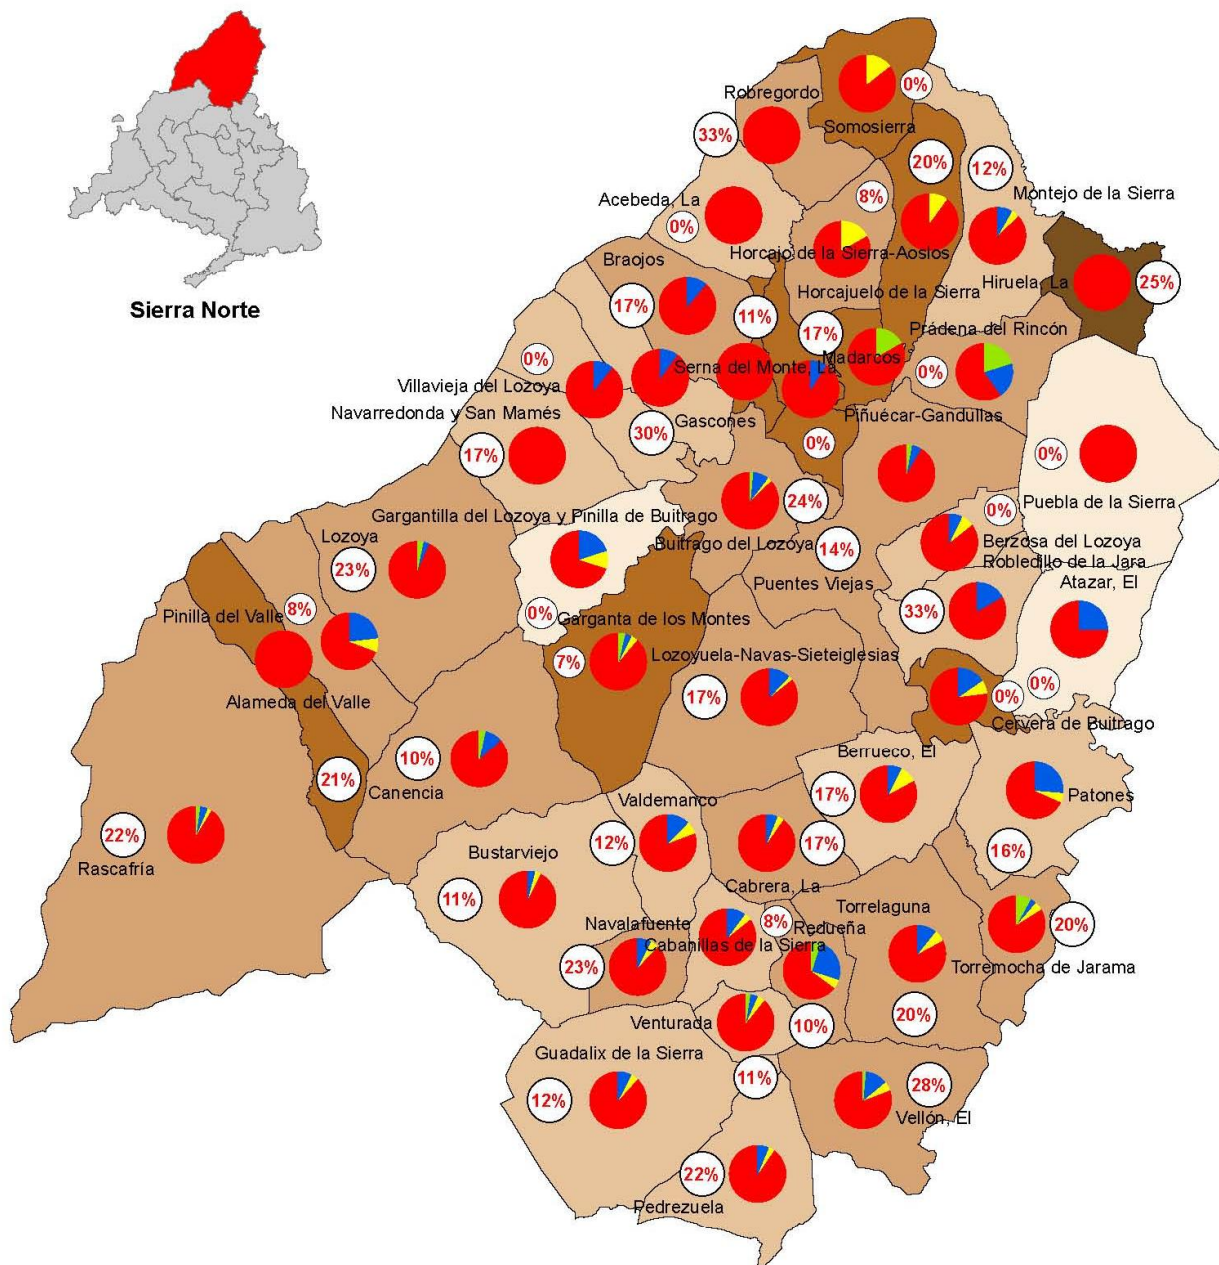 Sierra Norte
Robregordo
0%
Somosierra
33%
20%
12%
Montejo de la Sierra
Acebeda, La
8%
0%
Horcajo de la Sierra-Aoslos
Braojos
Horcajuelo de la Sierra
Hiruela, La
25%
17%
11%
17%
Prádena del Rincón
0%
Serna del Monte, La
Madarcos
0%
Villavieja del Lozoya
Navarredonda y San Mamés
Gascones
Piñuécar-Gandullas
30%
0%
17%
0%
Puebla de la Sierra
Gargantilla del Lozoya y Pinilla de Buitrago
24%
0%
Lozoya
Buitrago del Lozoya
14%
Berzosa del Lozoya
Robledillo de la Jara
23%
Puentes Viejas
Atazar, El
Pinilla del Valle
8%
0%
Garganta de los Montes
33%
7%
Lozoyuela-Navas-Sieteiglesias
Alameda del Valle
17%
0%
0%
Cervera de Buitrago
10%
Berrueco, El
21%
Canencia
Valdemanco
17%
Patones
22%
12%
17%
16%
Rascafría
Bustarviejo
11%
Cabrera, La
Navalafuente
8%
Redueña
Torrelaguna
Cabanillas de la Sierra
20%
23%
Torremocha de Jarama
Venturada
10%
20%
Guadalix de la Sierra
11%
28%
12%
Vellón, El
22%
Pedrezuela